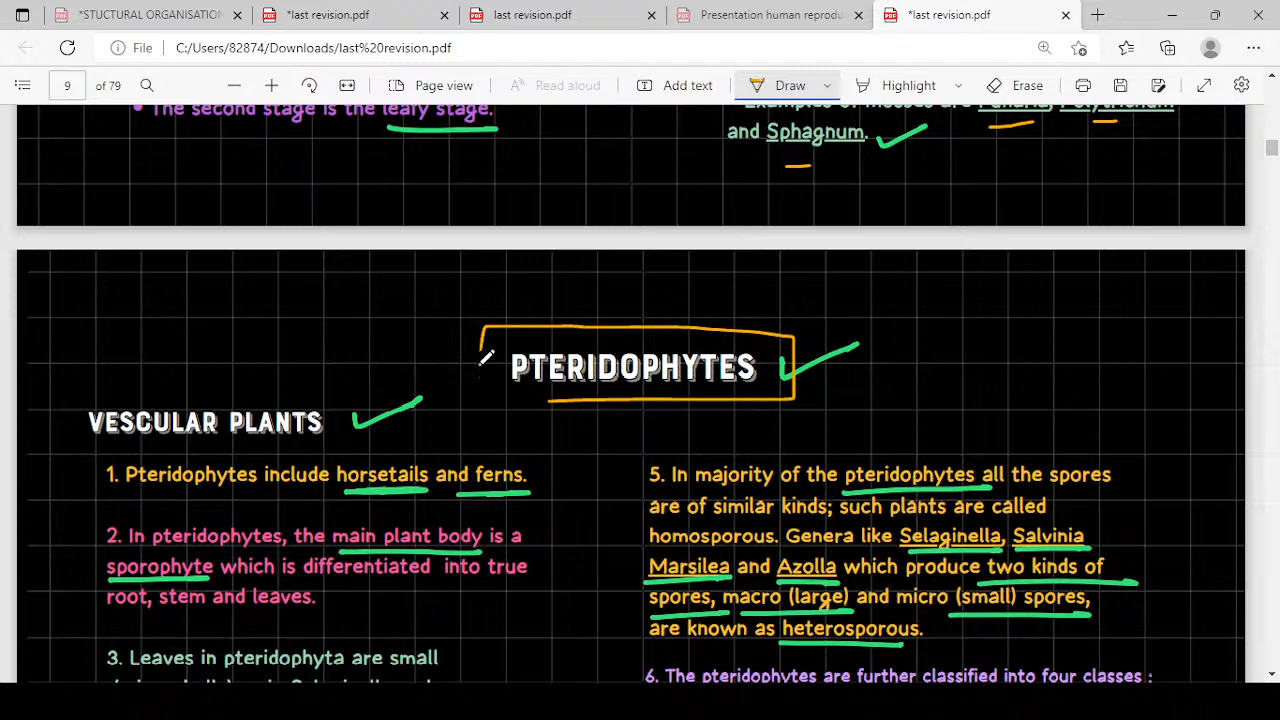 *STUCTURAL ORGANISATION
*last revision.pdf
last revision.pdf
Presentation human reprodu
*last revision.pdf
File
C:/Users/82874/Downloads/last%20revision.pdf
9
of 79
Page view
Read aloud
Add text
Draw
Highlight
Erase
• The second stage is the leafy stage.
Examples of mosses are Funaria, Polytrichum
and Sphagnum.
PTERIDOPHYTES
VESCULAR PLANTS
1. Pteridophytes include horsetails and ferns.
2. In pteridophytes, the main plant body is a
sporophyte which is differentiated into true
root, stem and leaves.
3. Leaves in pteridophyta are small
5. In majority of the pteridophytes all the spores
are of similar kinds; such plants are called
homosporous. Genera like Selaginella, Salvinia
Marsilea and Azolla which produce two kinds of
spores, macro (large) and micro (small) spores,
are known as heterosporous.
6. The pteridophytes are further classified into four classes :